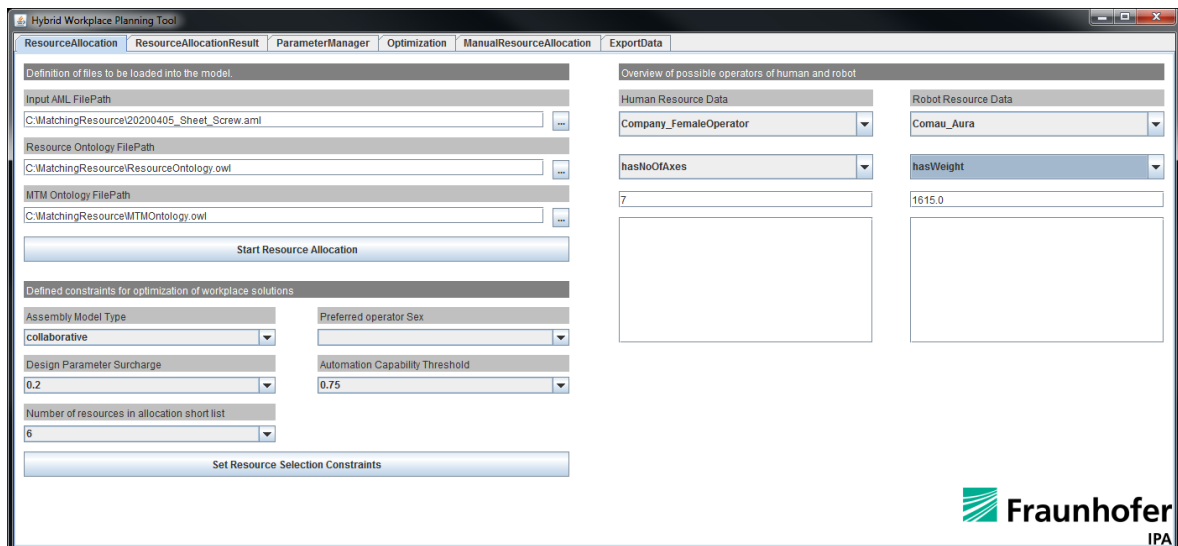 Hybrid Workplace Planning Tool
ResourceAllocation ResourceAllocationResult ParameterManager Optimization ManualResourceAllocation ExportData
Definition of files to be loaded into the model.
Input AML FilePath
C:\MatchingResource\20200405_Sheet_Screw.aml
...
Resource Ontology FilePath
C:\MatchingResource\ResourceOntology.owl
...
MTM Ontology FilePath
C:\MatchingResource\MTMOntology.owl
...
Start Resource Allocation
Defined constraints for optimization of workplace solutions
Assembly Model Type Preferred operator Sex
collaborative
Design Parameter Surcharge Automation Capability Threshold
0.2 0.75
Number of resources in allocation short list
6
Set Resource Selection Constraints
Overview of possible operators of human and robot
Human Resource Data Robot Resource Data
Company_FemaleOperator Comau_Aura
hasNoOfAxes hasWeight
7 1615.0
Fraunhofer
IPA